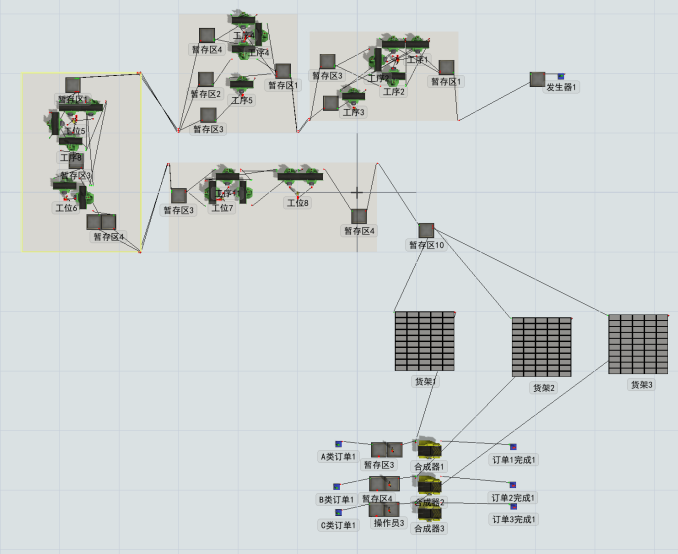 工序4
暂存区4
工序4
工序1
暂存区3
暂存区1
暂存区1
工序2
发生器1
暂存区2
工序5
暂存区1
工序3
暂存区3
工位5
工序8
暂存区3
工位6
暂存区4
工序11
暂存区3
工位7
工位8
暂存区4
暂存区10
货架1
货架2
货架3
A类订单1
暂存区3
合成器1
订单1完成1
B类订单1
暂存区4
合成器2
订单2完成1
C类订单1
操作员3
合成器3
订单3完成1